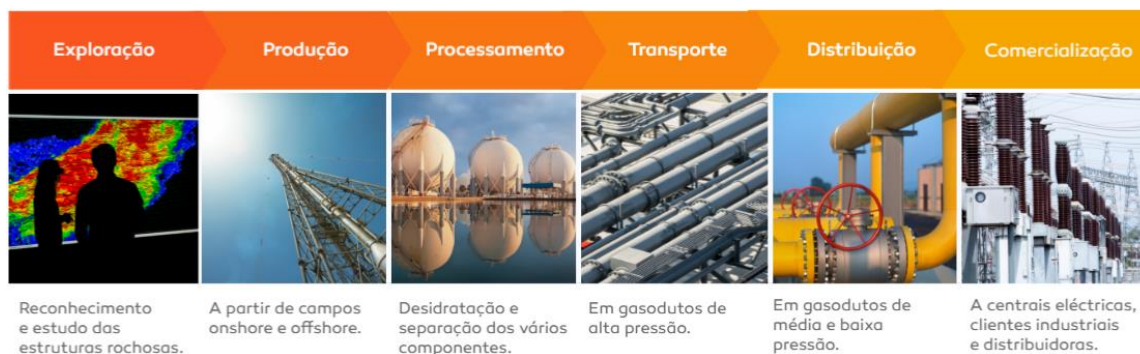 Exploração
Produção
Processamento
Transporte
Distribuição
Comercialização
Reconhecimento
e estudo das
estruturas rochosas.
A partir de campos
onshore e offshore.
Desidratação e
separação dos vários
componentes.
Em gasodutos de
alta pressão.
Em gasodutos de
média e baixa
pressão.
A centrais eléctricas,
clientes industriais
e distribuidoras.